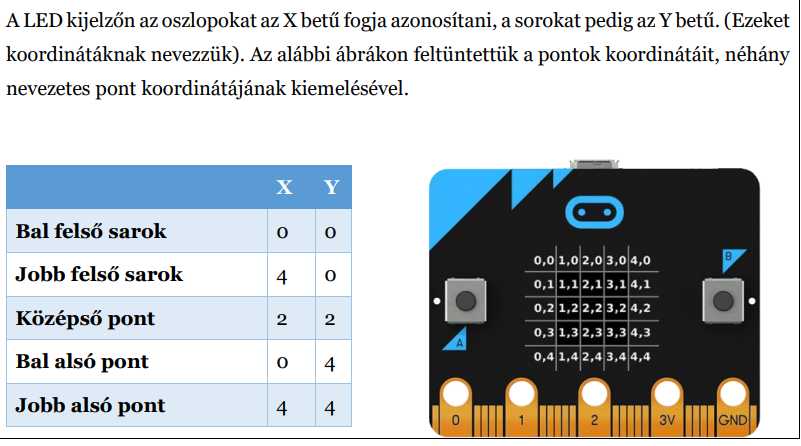 A LED kijelzőn az oszlopokat az X betű fogja azonosítani, a sorokat pedig az Y betű. (Ezeket
koordinátáknak nevezzük). Az alábbi ábrákon feltüntettük a pontok koordinátáit, néhány
nevezetes pont koordinátájának kiemelésével.
X Y
Bal felső sarok 0 0
Jobb felső sarok 4 0
Középső pont 2 2
Bal alsó pont 0 4
Jobb alsó pont 4 4
B
0,0 1,0 2,0 3,0 4,0
0,1 1,1 2,1 3,1 4,1
0,2 1,2 2,2 3,2 4,2
0,3 1,3 2,3 3,3 4,3
0,4 1,4 2,4 3,4 4,4
A
0 1 2 3V GND